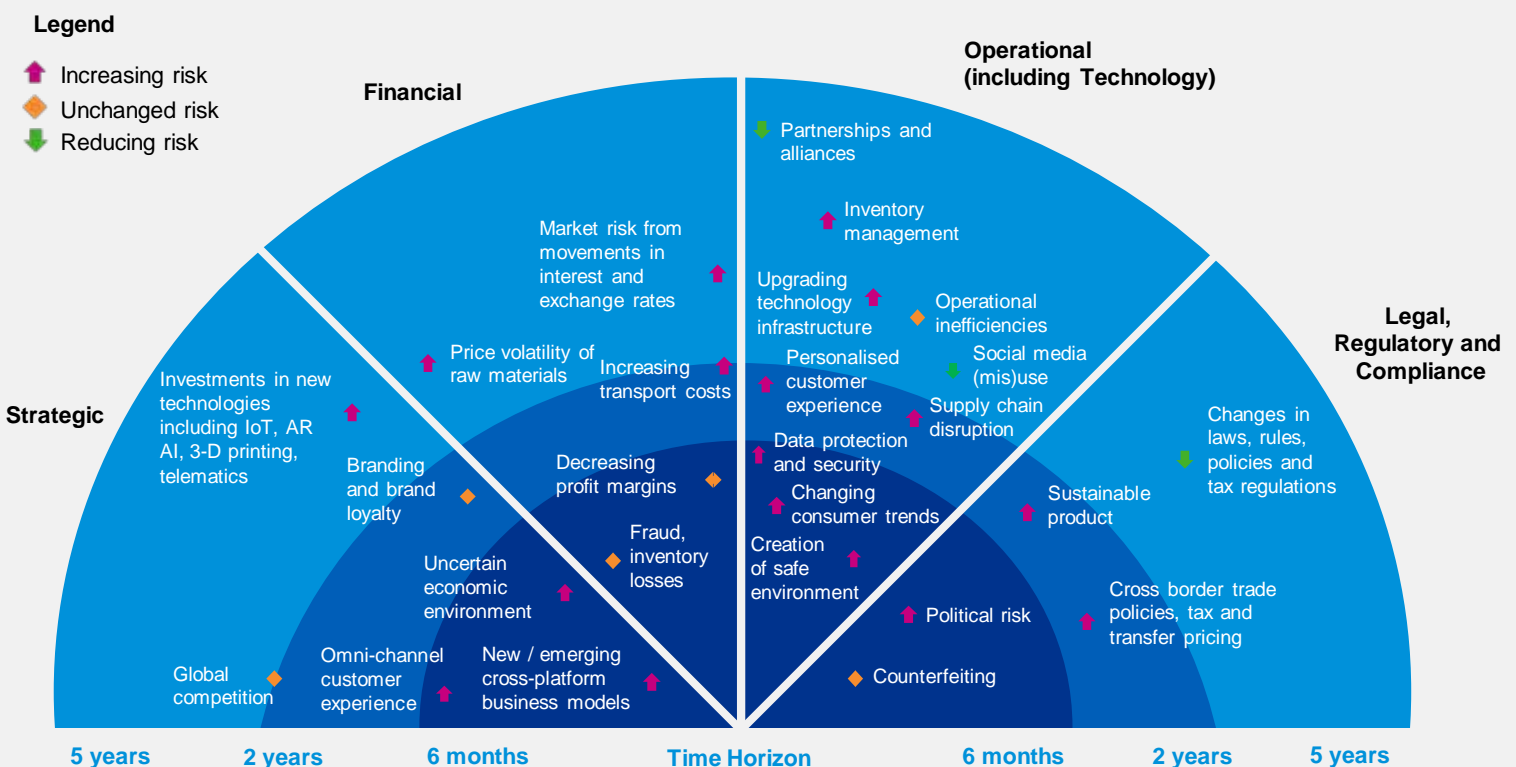 Legend
Increasing risk
Unchanged risk
Reducing risk
Strategic
Financial
Operational
(including Technology)
Legal,
Regulatory and
Compliance
Investments in new
technologies
including IoT, AR
AI, 3-D printing,
telematics
Branding
and brand
loyalty
Uncertain
economic
environment
Global
competition
Omni-channel
customer
experience
New / emerging
cross-platform
business models
Market risk from
movements in
interest and
exchange rates
Price volatility of
raw materials
Increasing
transport costs
Decreasing
profit margins
Fraud,
inventory
losses
Partnerships and
alliances
Inventory
management
Upgrading
technology
infrastructure
Operational
inefficiencies
Personalised
customer
experience
Social media
(mis)use
Supply chain
disruption
Data protection
and security
Changing
consumer trends
Creation
of safe
environment
Changes in
laws, rules,
policies and
tax regulations
Sustainable
product
Cross border trade
policies, tax and
transfer pricing
Political risk
Counterfeiting
5 years
2 years
6 months
Time Horizon
6 months
2 years
5 years